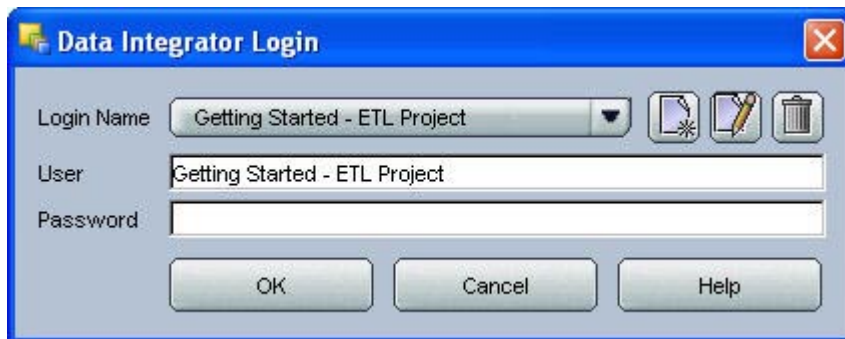 Data Integrator Login
Login Name Getting Started - ETL Project
User Getting Started - ETL Project
Password
OK Cancel Help